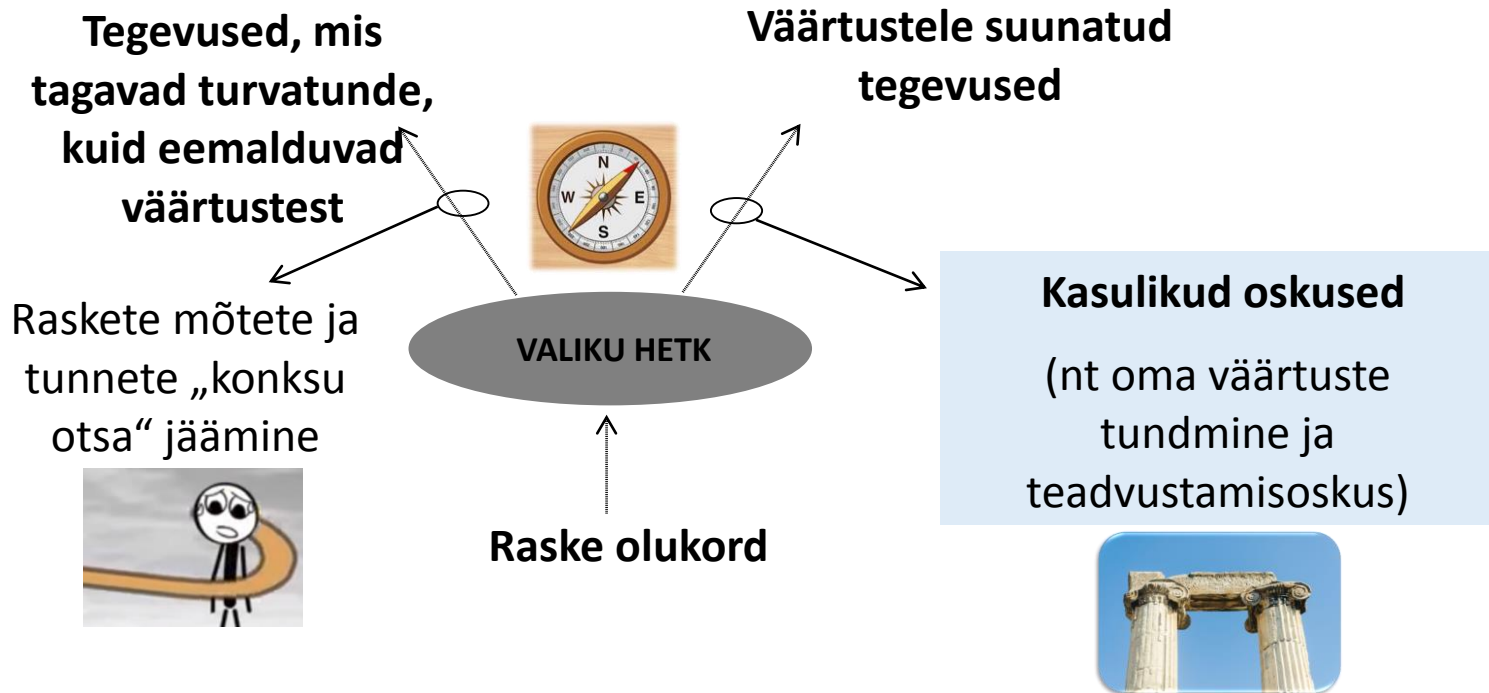 Tegevused, mis
tagavad turvatunde,
kuid eemalduvad
väärtustest
Väärtustele suunatud
tegevused
N
W
E
S
Raskete mõtete ja
tunnete „konksu
otsa“ jäämine
VALIKU HETK
Kasulikud oskused
(nt oma väärtuste
tundmine ja
teadvustamisoskus)
Raske olukord